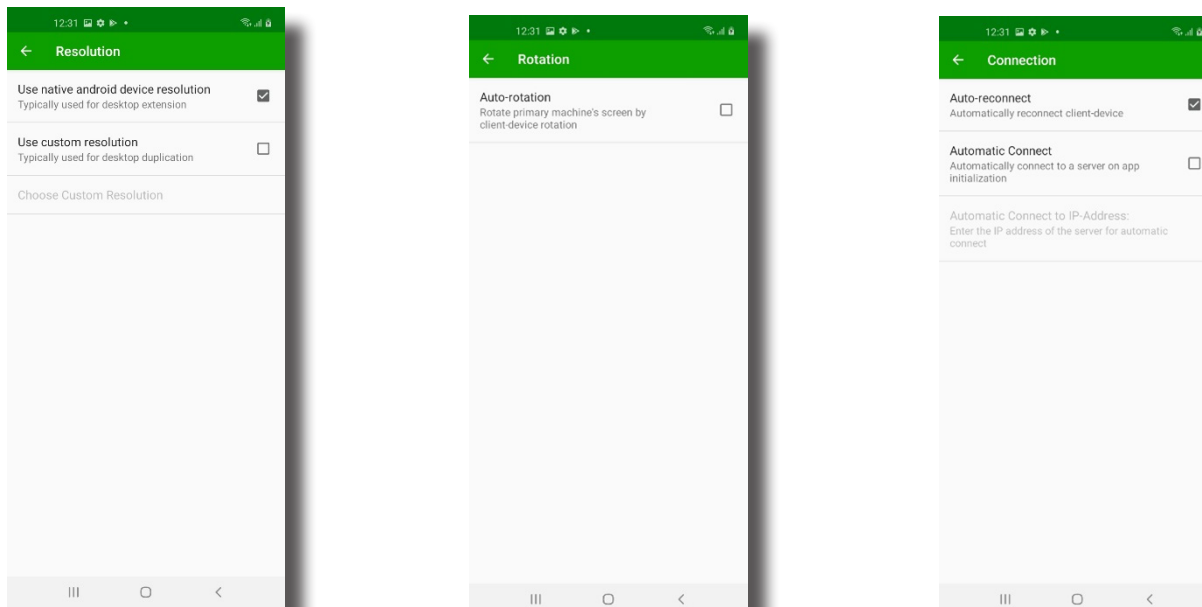 12:31
Resolution
Use native android device resolution
Typically used for desktop extension
Use custom resolution
Typically used for desktop duplication
Choose Custom Resolution
12:31
Rotation
Auto-rotation
Rotate primary machine's screen by
client-device rotation
12:31
Connection
Auto-reconnect
Automatically reconnect client-device
Automatic Connect
Automatically connect to a server on app
initialization
Automatic Connect to IP-Address:
Enter the IP address of the server for automatic
connect